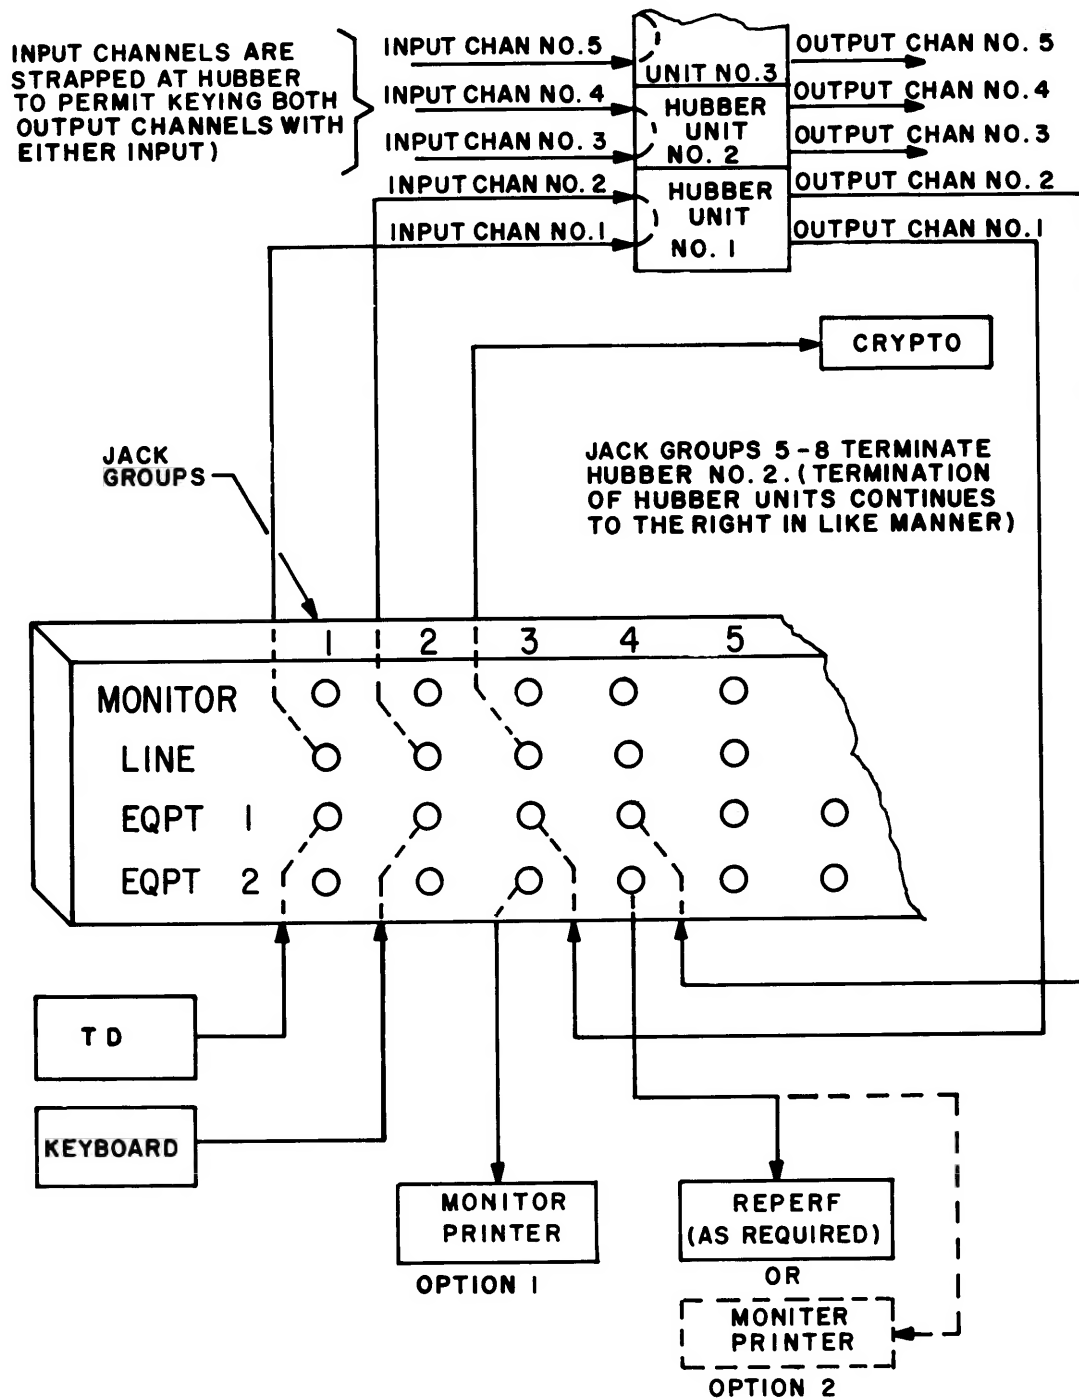 INPUT CHANNELS ARE
STRAPPED AT HUBBER
TO PERMIT KEYING BOTH
OUTPUT CHANNELS WITH
EITHER INPUT)
INPUT CHAN NO. 5
INPUT CHAN NO. 4
INPUT CHAN NO. 3
INPUT CHAN NO. 2
INPUT CHAN NO. 1
UNIT NO. 3
HUBBER
UNIT
NO. 2
HUBBER
UNIT
NO. 1
OUTPUT CHAN NO. 5
OUTPUT CHAN NO. 4
OUTPUT CHAN NO. 3
OUTPUT CHAN NO. 2
OUTPUT CHAN NO. 1
CRYPTO
JACK
GROUPS
JACK GROUPS 5-8 TERMINATE
HUBBER NO. 2. (TERMINATION
OF HUBBER UNITS CONTINUES
TO THE RIGHT IN LIKE MANNER)
1 2 3 4 5
MONITOR
LINE
EQPT 1
EQPT 2
TD
KEYBOARD
MONITOR
PRINTER
OPTION 1
REPERF
(AS REQUIRED)
OR
MONITER
PRINTER
OPTION 2